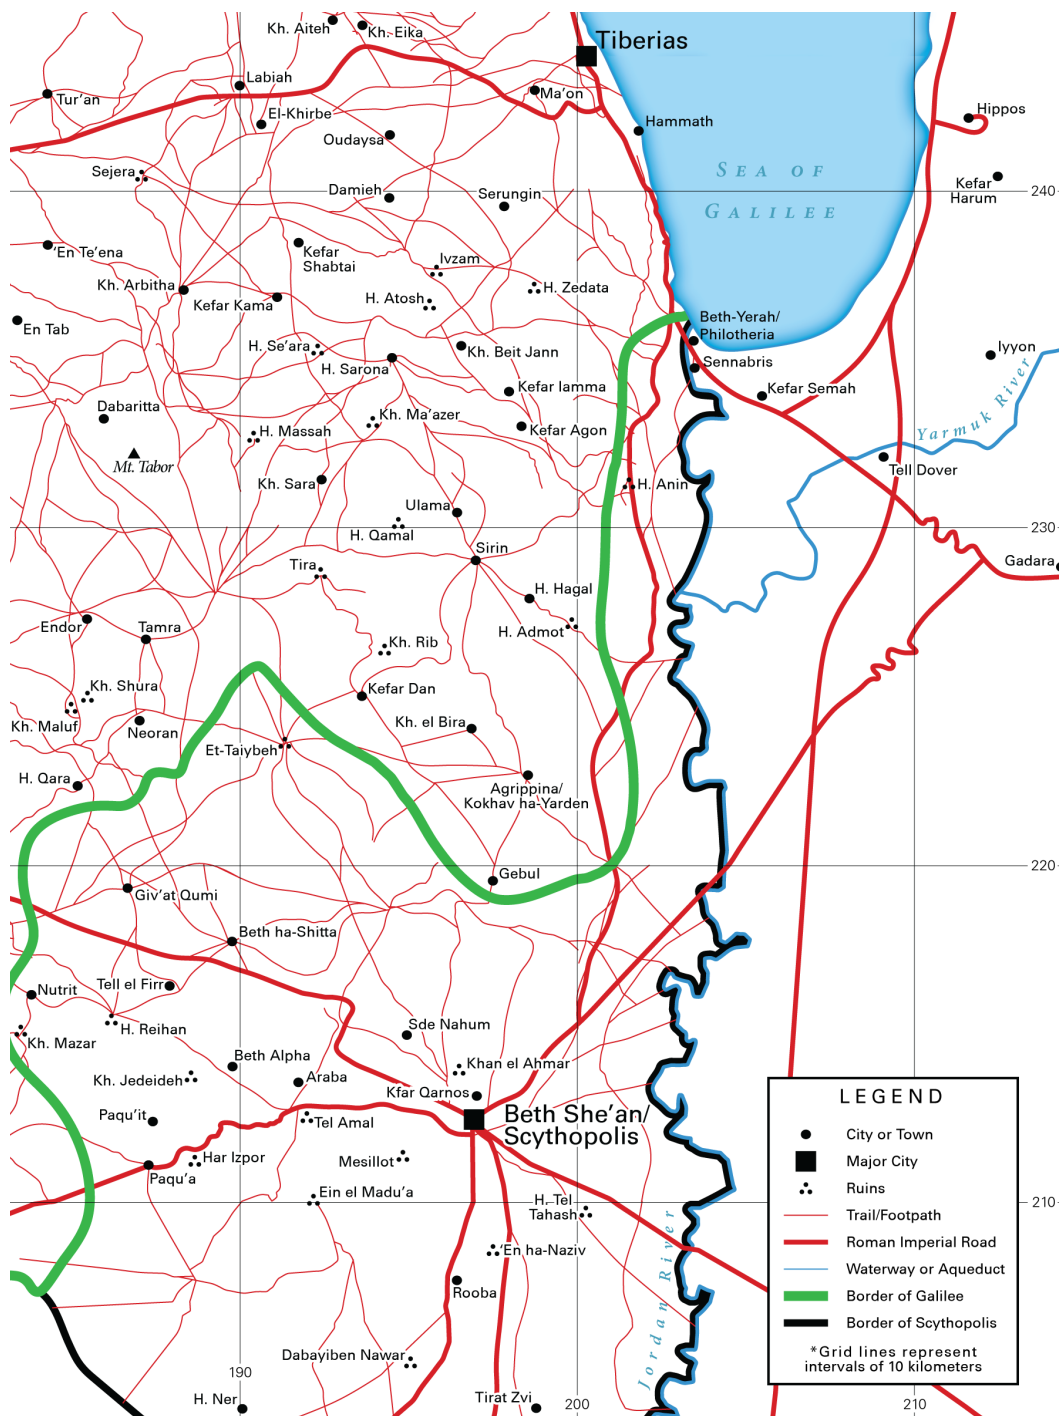 Kh. Aiteh
Kh. Eika
Tiberias
Labiah
Tur'an
Ma'on
El-Khirbe
Oudaysa
Hammath
Hippos
Sejera
SEA OF
GALILEE
Damieh
Serungin
Kefar
Harum
240
'En Te'ena
Kefar
Shabtai
Ivzam
Kh. Arbitha
Kefar Kama
H. Atosh
H. Zedata
En Tab
Beth-Yerah/
Philotheria
H. Se'ara
H. Sarona
Kh. Beit Jann
Sennabris
Iyyon
Kefar Iamma
Kefar Semah
Yarmuk River
Dabaritta
Kh. Ma'azer
H. Massah
Kefar Agon
Mt. Tabor
Kh. Sara
H. Anin
Tell Dover
Ulama
H. Qamal
230
Sirin
Tira
Gadara
H. Hagal
Endor
Tamra
H. Admot
Kh. Rib
Kh. Shura
Kefar Dan
Kh. Maluf
Neoran
Kh. el Bira
Et-Taiybeh
H. Qara
Agrippina/
Kokhav ha-Yarden
220
Gebul
Giv'at Qumi
Beth ha-Shitta
Nutrit
Tell el Firr
H. Reihan
Kh. Mazar
Sde Nahum
Beth Alpha
Khan el Ahmar
Kh. Jedeideh
Araba
Kfar Qarnos
Paqu'it
Tel Amal
Beth She'an/
Scythopolis
Har Izpor
Mesillot
Paqu'a
Ein el Madu'a
H. Tel
Tahash
210
'En ha-Naziv
Rooba
Jordan River
Dabayiben Nawar
190
H. Ner
Tirat Zvi
200
210
LEGEND
City or Town
Major City
Ruins
Trail/Footpath
Roman Imperial Road
Waterway or Aqueduct
Border of Galilee
Border of Scythopolis
*Grid lines represent
intervals of 10 kilometers